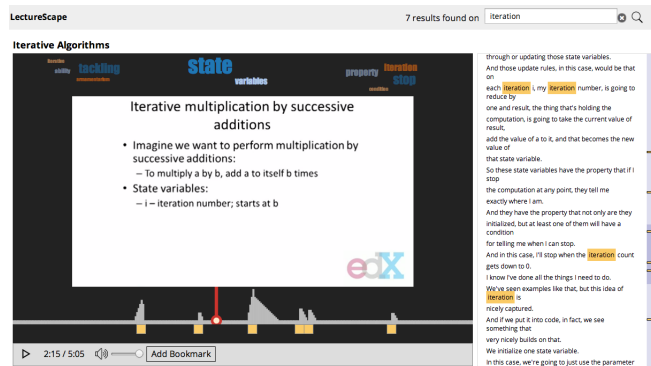 LectureScape
7 results found on
iteration
Iterative Algorithms
state
tackling
variables
property
iteration
stop
Iterative multiplication by successive
additions
• Imagine we want to perform multiplication by
successive additions:
– To multiply a by b, add a to itself b times
• State variables:
– i – iteration number; starts at b
edX
2:15 / 5:05
Add Bookmark
through or updating those state variables.
And those update rules, in this case, would be that
on
each iteration i, my iteration number, is going to
reduce by
one and result, the thing that's holding the
computation, is going to take the current value of
result,
add the value of a to it, and that becomes the new
value of
that state variable.
So these state variables have the property that if I
stop
the computation at any point, they tell me
exactly where I am.
And they have the property that not only are they
initialized, but at least one of them will have a
condition
for telling me when I can stop.
And in this case, I'll stop when the iteration count
gets down to 0.
I know I've done all the things I need to do.
We've seen examples like that, but this idea of
iteration is
nicely captured.
And if we put it into code, in fact, we see
something that
very nicely builds on that.
We initialize one state variable.
In this case, we're going to just use the parameter